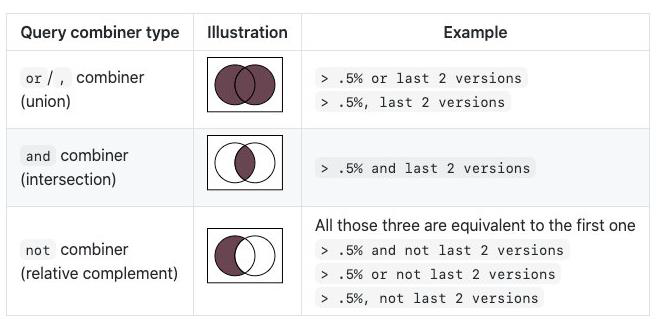 Query combiner type Illustration Example
or / , combiner
(union)
> .5% or last 2 versions
> .5%, last 2 versions
and combiner
(intersection)
> .5% and last 2 versions
not combiner
(relative complement)
All those three are equivalent to the first one
> .5% and not last 2 versions
> .5% or not last 2 versions
> .5%, not last 2 versions